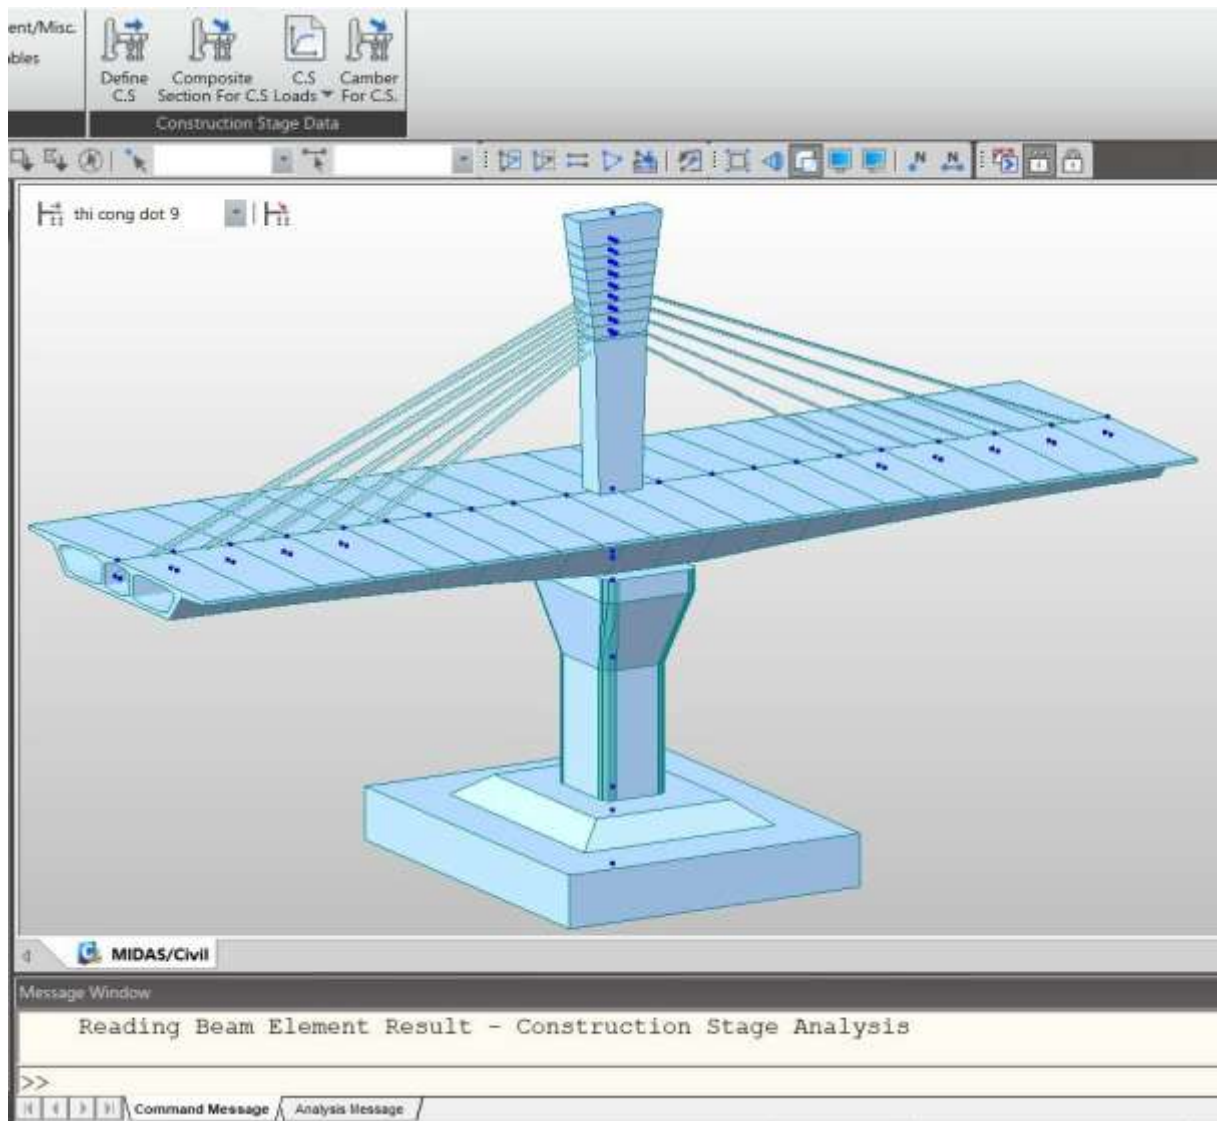 ent/Misc.
ables
Define
C.S
Composite
Section For C.S
C.S
Loads
Camber
For C.S.
Construction Stage Data
N
N
thi cong dot 9
MIDAS/Civil
Message Window
Reading Beam Element Result - Construction Stage Analysis
>>
Command Message
Analysis Message